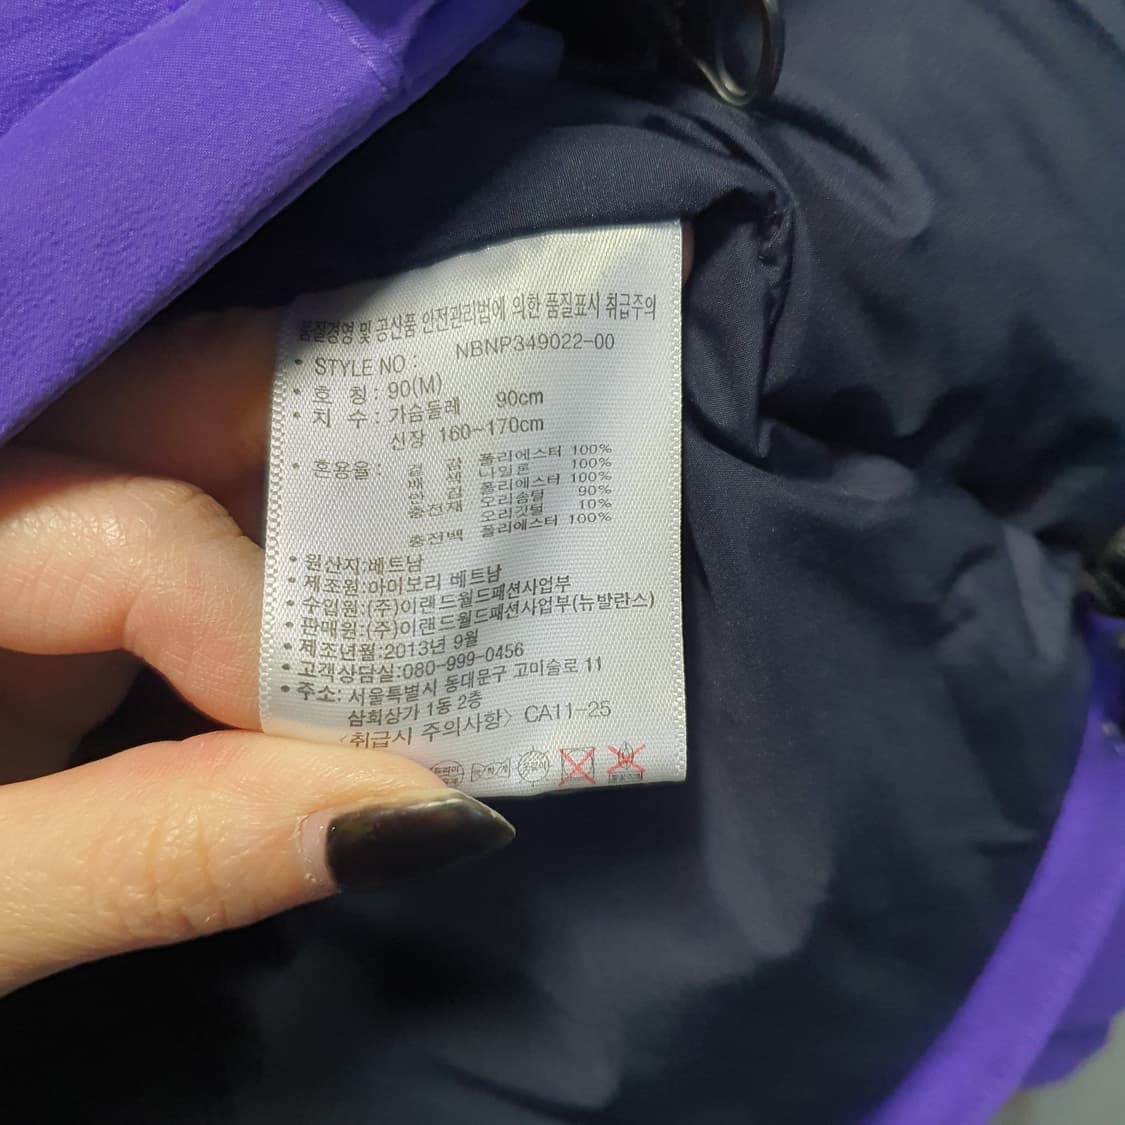 품질경영 및 공산품 안전관리법에 의한 품질표시 취급주의
• STYLE NO : NBNP349022-00
• 호 칭 : 90(M)
• 치 수 : 가슴둘레 90cm
신장 160~170cm
• 혼용율 : 겉 감 폴리에스터 100%
배 색 나일론 100%
안 감 폴리에스터 100%
충전재 오리솜털 90%
오리깃털 10%
충전백 폴리에스터 100%
• 원산지:베트남
• 제조원:아이보리 베트남
• 수입원:(주)이랜드월드패션사업부
• 판매원:(주)이랜드월드패션사업부(뉴발란스)
• 제조년월:2013년 9월
• 고객상담실:080-999-0456
• 주소: 서울특별시 동대문구 고미술로 11
삼희상가 1동 2층
<취급시 주의사항> CA11-25